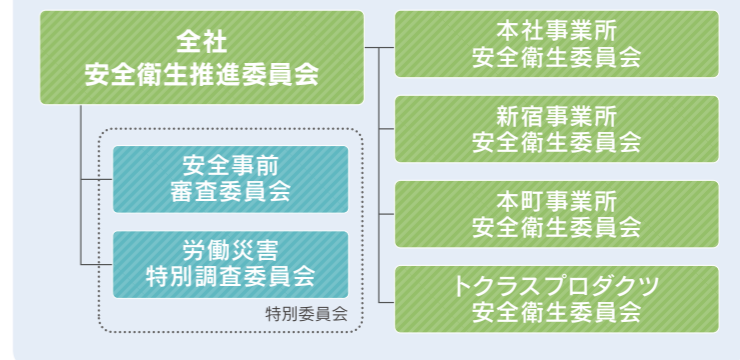 全社
安全衛生推進委員会
安全事前
審査委員会
労働災害
特別調査委員会
特別委員会
本社事業所
安全衛生委員会
新宿事業所
安全衛生委員会
本町事業所
安全衛生委員会
トクラスプロダクツ
安全衛生委員会